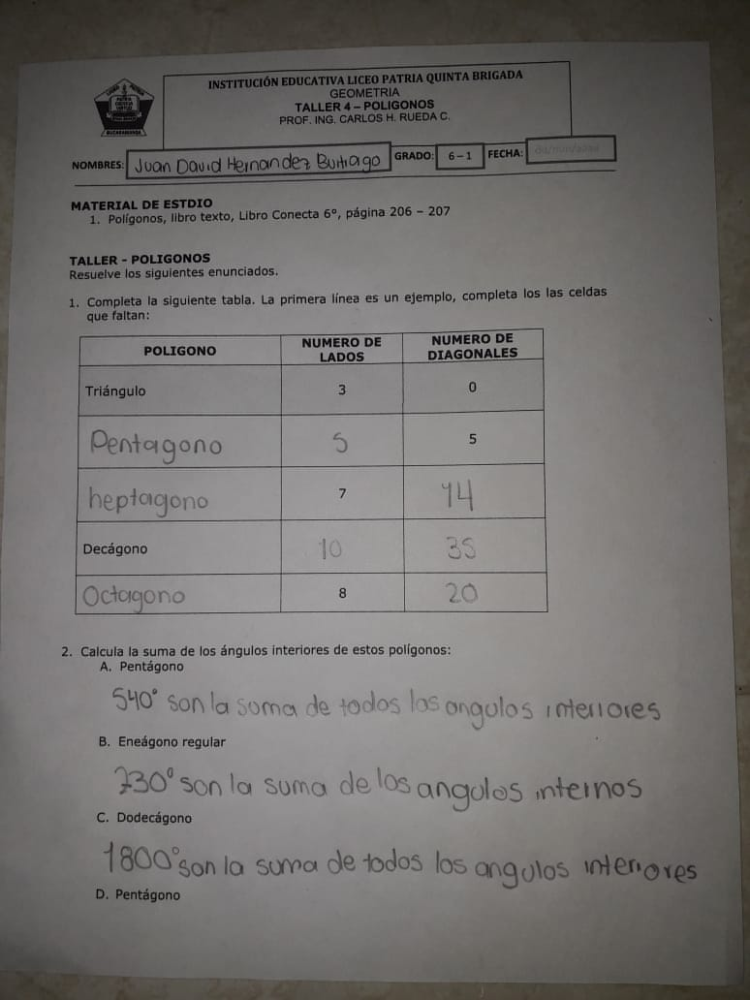 INSTITUCIÓN EDUCATIVA LICEO PATRIA QUINTA BRIGADA
GEOMETRIA
TALLER 4 – POLIGONOS
PROF. ING. CARLOS H. RUEDA C.
NOMBRES: Juan David Hernandez Buitrago GRADO: 6 – 1 FECHA: dd/mm/aaaa
MATERIAL DE ESTDIO
1. Polígonos, libro texto, Libro Conecta 6°, página 206 – 207
TALLER - POLIGONOS
Resuelve los siguientes enunciados.
1. Completa la siguiente tabla. La primera línea es un ejemplo, completa los las celdas
que faltan:
POLIGONO NUMERO DE LADOS NUMERO DE DIAGONALES
Triángulo 3 0
Pentagono 5 5
heptagono 7 14
Decágono 10 35
Octagono 8 20
2. Calcula la suma de los ángulos interiores de estos polígonos:
A. Pentágono
540° son la suma de todos los angulos interiores
B. Eneágono regular
730° son la suma de los angulos internos
C. Dodecágono
1800° son la suma de todos los angulos interiores
D. Pentágono